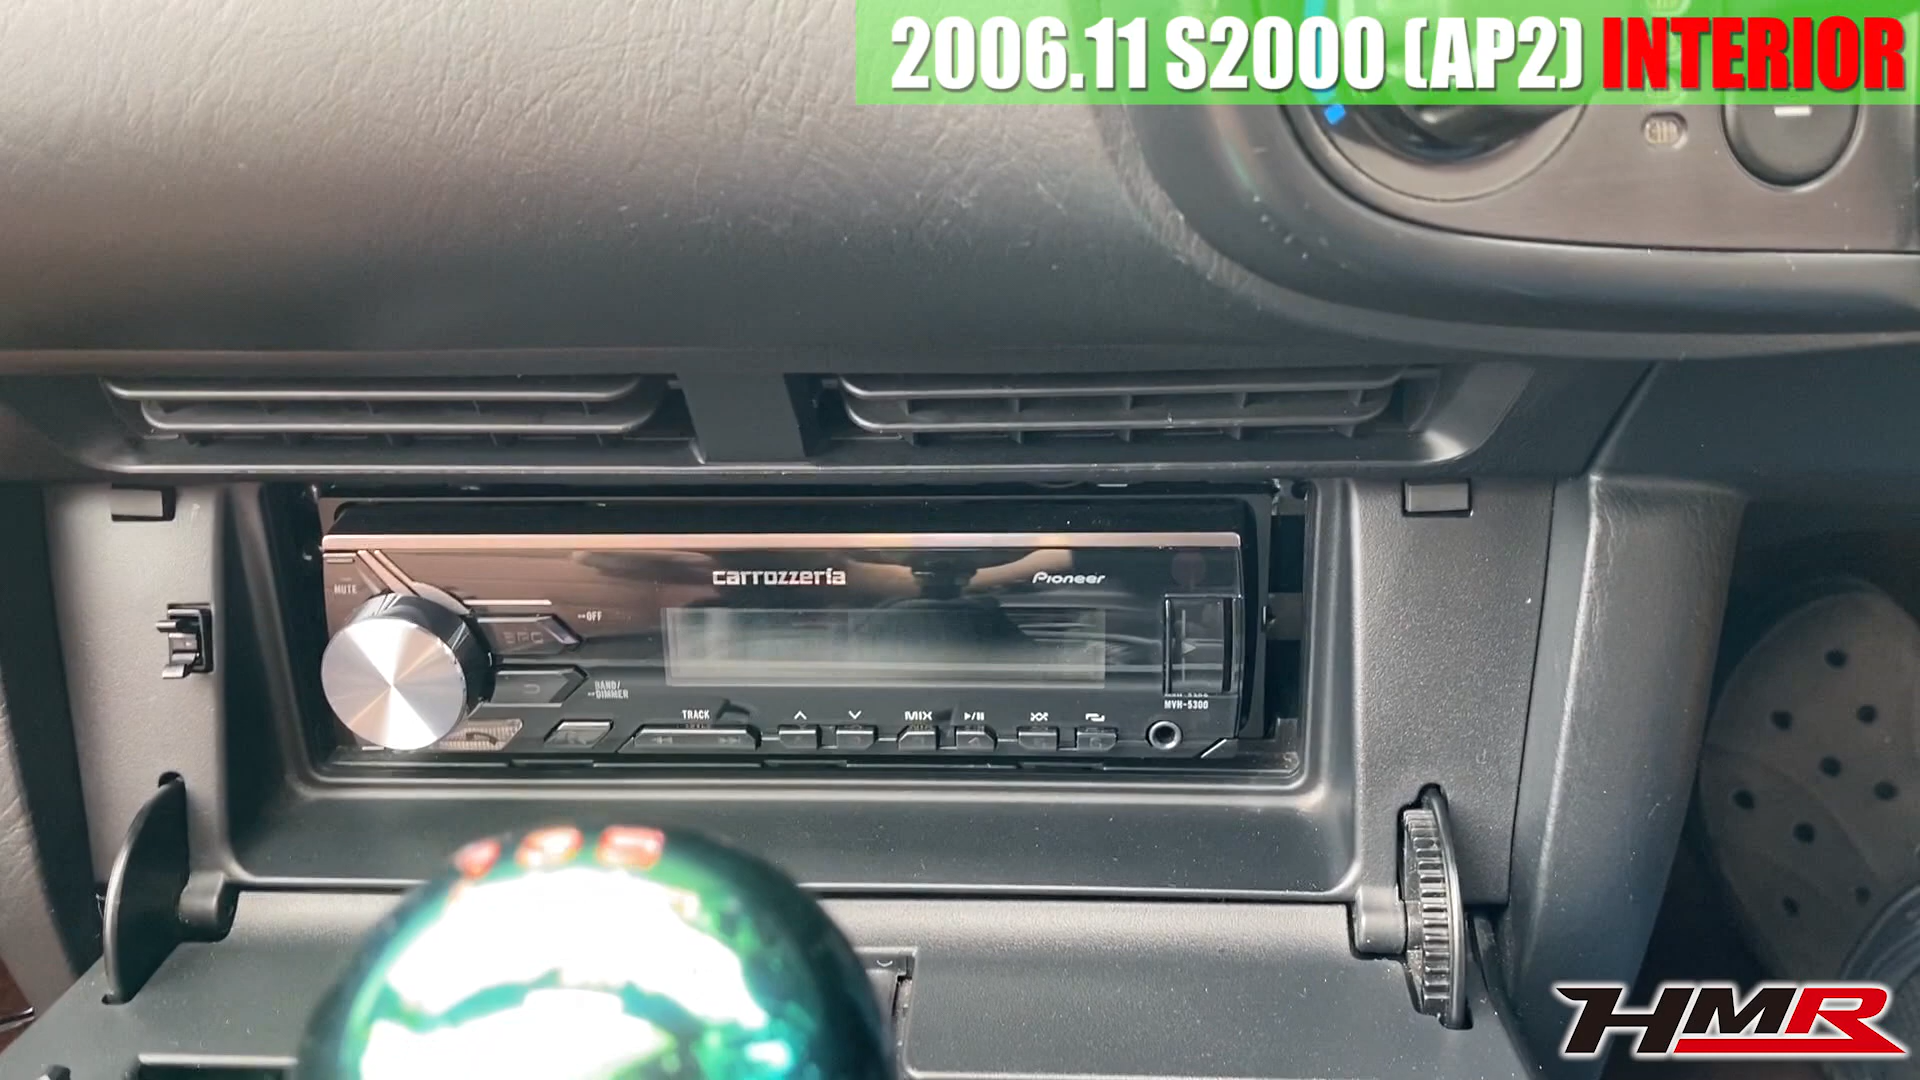 2006.11 S2000 (AP2) INTERIOR
carrozzeria
Pioneer
MUTE
OFF
BAND/
DIMMER
TRACK
MIX
MVH-5300
HMR